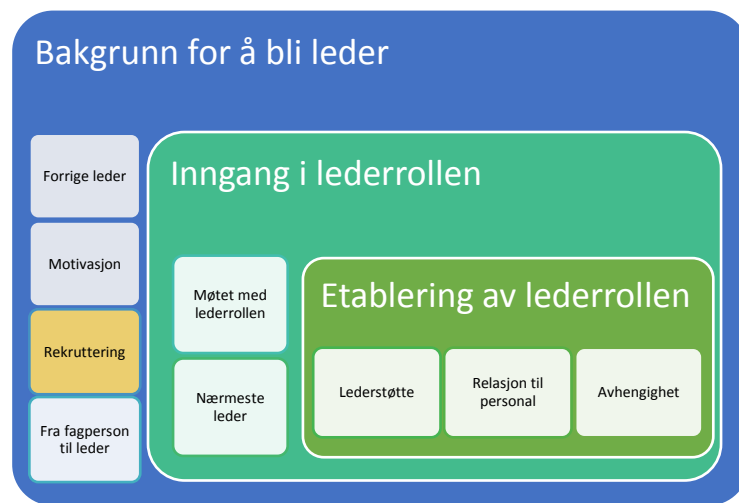 Bakgrunn for å bli leder
Forrige leder
Motivasjon
Rekruttering
Fra fagperson
til leder
Inngang i lederrollen
Møtet med
lederrollen
Nærmeste
leder
Etablering av lederrollen
Lederstøtte
Relasjon til
personal
Avhengighet